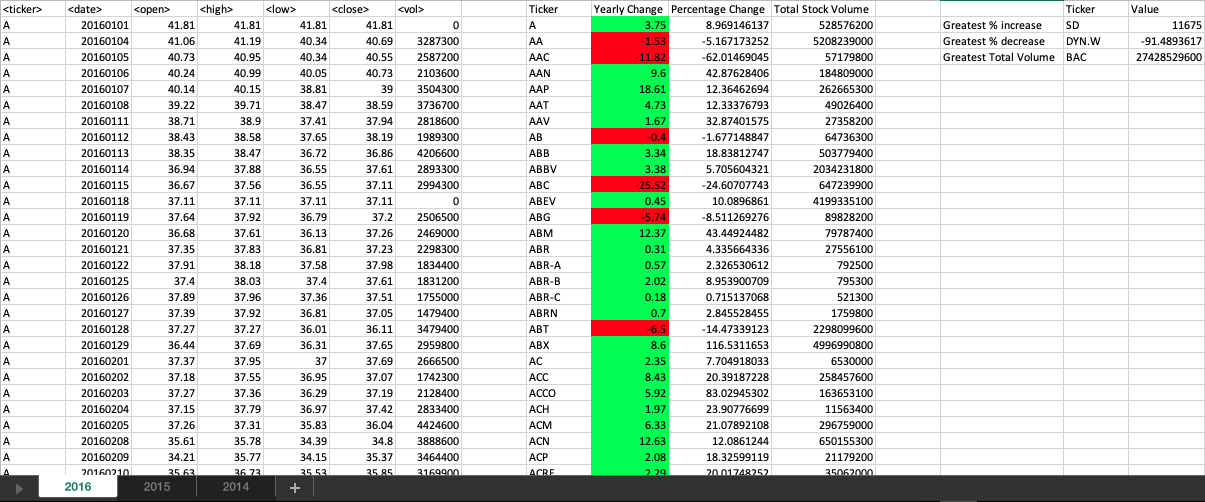 <ticker> <date> <open> <high> <low> <close> <vol> Ticker Yearly Change Percentage Change Total Stock Volume Ticker Value
A 20160101 41.81 41.81 41.81 41.81 0 A 3.75 8.969146137 528576200 Greatest % increase SD 11675
A 20160104 41.06 41.19 40.34 40.69 3287300 AA -1.53 -5.167173252 5208239000 Greatest % decrease DYN.W -91.4893617
A 20160105 40.73 40.95 40.34 40.55 2587200 AAC -11.82 -62.01469045 57179800 Greatest Total Volume BAC 27428529600
A 20160106 40.24 40.99 40.05 40.73 2103600 AAN 9.6 42.87628406 184809000
A 20160107 40.14 40.15 38.81 39 3504300 AAP 18.61 12.36462694 262665300
A 20160108 39.22 39.71 38.47 38.59 3736700 AAT 4.73 12.33376793 49026400
A 20160111 38.71 38.9 37.41 37.94 2818600 AAV 1.67 32.87401575 27358200
A 20160112 38.43 38.58 37.65 38.19 1989300 AB -0.4 -1.677148847 64736300
A 20160113 38.35 38.47 36.72 36.86 4206600 ABB 3.34 18.83812747 503779400
A 20160114 36.94 37.88 36.55 37.61 2893300 ABBV 3.38 5.705604321 2034231800
A 20160115 36.67 37.56 36.55 37.11 2994300 ABC -25.52 -24.60707743 647239900
A 20160118 37.11 37.11 37.11 37.11 0 ABEV 0.45 10.0896861 4199335100
A 20160119 37.64 37.92 36.79 37.2 2506500 ABG -5.74 -8.511269276 89828200
A 20160120 36.68 37.61 36.13 37.26 2469000 ABM 12.37 43.44924482 79787400
A 20160121 37.35 37.83 36.81 37.23 2298300 ABR 0.31 4.335664336 27556100
A 20160122 37.91 38.18 37.58 37.98 1834400 ABR-A 0.57 2.326530612 792500
A 20160125 37.4 38.03 37.4 37.61 1831200 ABR-B 2.02 8.953900709 795300
A 20160126 37.89 37.96 37.36 37.51 1755000 ABR-C 0.18 0.715137068 521300
A 20160127 37.39 37.92 36.81 37.05 1479400 ABRN 0.7 2.845528455 1759800
A 20160128 37.27 37.27 36.01 36.11 3479400 ABT -6.5 -14.47339123 2298099600
A 20160129 36.44 37.69 36.31 37.65 2959800 ABX 8.6 116.5311653 4996990800
A 20160201 37.37 37.95 37 37.69 2666500 AC 2.35 7.704918033 6530000
A 20160202 37.18 37.55 36.95 37.07 1742300 ACC 8.43 20.39187228 258457600
A 20160203 37.27 37.36 36.29 37.19 2128400 ACCO 5.92 83.02945302 163653100
A 20160204 37.15 37.79 36.97 37.42 2833400 ACH 1.97 23.90776699 11563400
A 20160205 37.26 37.31 35.83 36.04 4424600 ACM 6.33 21.07892108 296759000
A 20160208 35.61 35.78 34.39 34.8 3888600 ACN 12.63 12.0861244 650155300
A 20160209 34.21 35.77 34.15 35.37 3464400 ACP 2.08 18.32599119 21179200
A 20160210 35.63 36.73 35.53 35.85 3169900 ACRE 2.29 20.01748252 35062000
2016 2015 2014 +